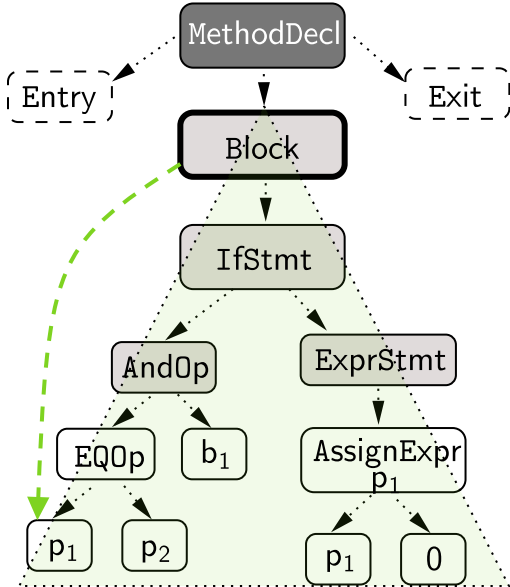 MethodDecl
Entry
Exit
Block
IfStmt
AndOp
ExprStmt
EQOp
b₁
AssignExpr
p₁
p₁
p₂
p₁
0